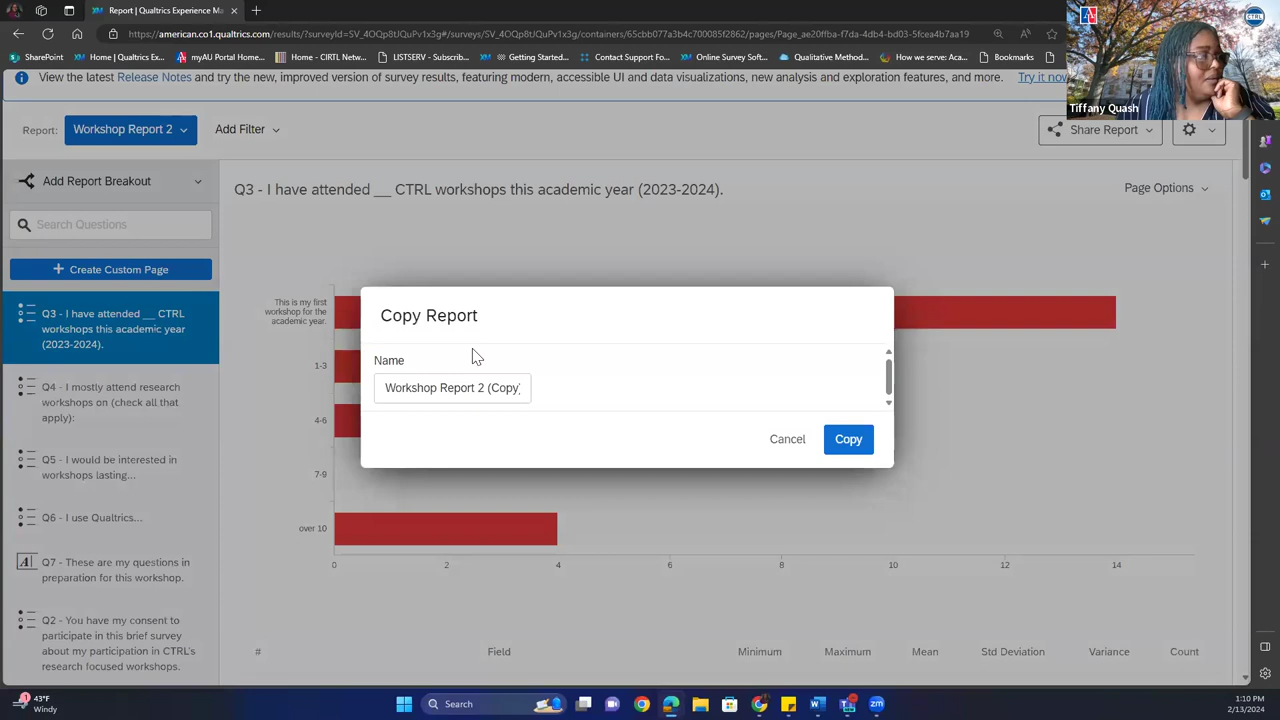 Report | Qualtrics Experience Ma
https://american.co1.qualtrics.com/results/?surveyId=SV_4OQp8tJQuPv1x3g#/surveys/SV_4OQp8tJQuPv1x3g/containers/65cbb077a3b4c700085f2862/pages/Page_ae20ffba-f7da-4db4-bd03-5fcea4b7aa19
SharePoint
Home | Qualtrics Ex...
myAU Portal Home...
Home - CIRTL Netw...
LISTSERV - Subscrib...
Getting Started...
Contact Support Fo...
Online Survey Soft...
Qualitative Method...
How we serve: Aca...
Bookmarks
View the latest Release Notes and try the new, improved version of survey results, featuring modern, accessible UI and data visualizations, new analysis and exploration features, and more. Try it now
CTRL
Tiffany Quash
Report: Workshop Report 2
Add Filter
Share Report
Add Report Breakout
Search Questions
+ Create Custom Page
Q3 - I have attended __ CTRL
workshops this academic year
(2023-2024).
Q4 - I mostly attend research
workshops on (check all that
apply):
Q5 - I would be interested in
workshops lasting...
Q6 - I use Qualtrics...
Q7 - These are my questions in
preparation for this workshop.
Q2 - You have my consent to
participate in this brief survey
about my participation in CTRL's
research focused workshops.
Q3 - I have attended ___ CTRL workshops this academic year (2023-2024).
Page Options
This is my first
workshop for the
academic year.
1-3
4-6
7-9
over 10
0 2 4 6 8 10 12 14
Copy Report
Name
Workshop Report 2 (Copy)
Cancel
Copy
# Field Minimum Maximum Mean Std Deviation Variance Count
1
43°F
Windy
Search
1:10 PM
2/13/2024